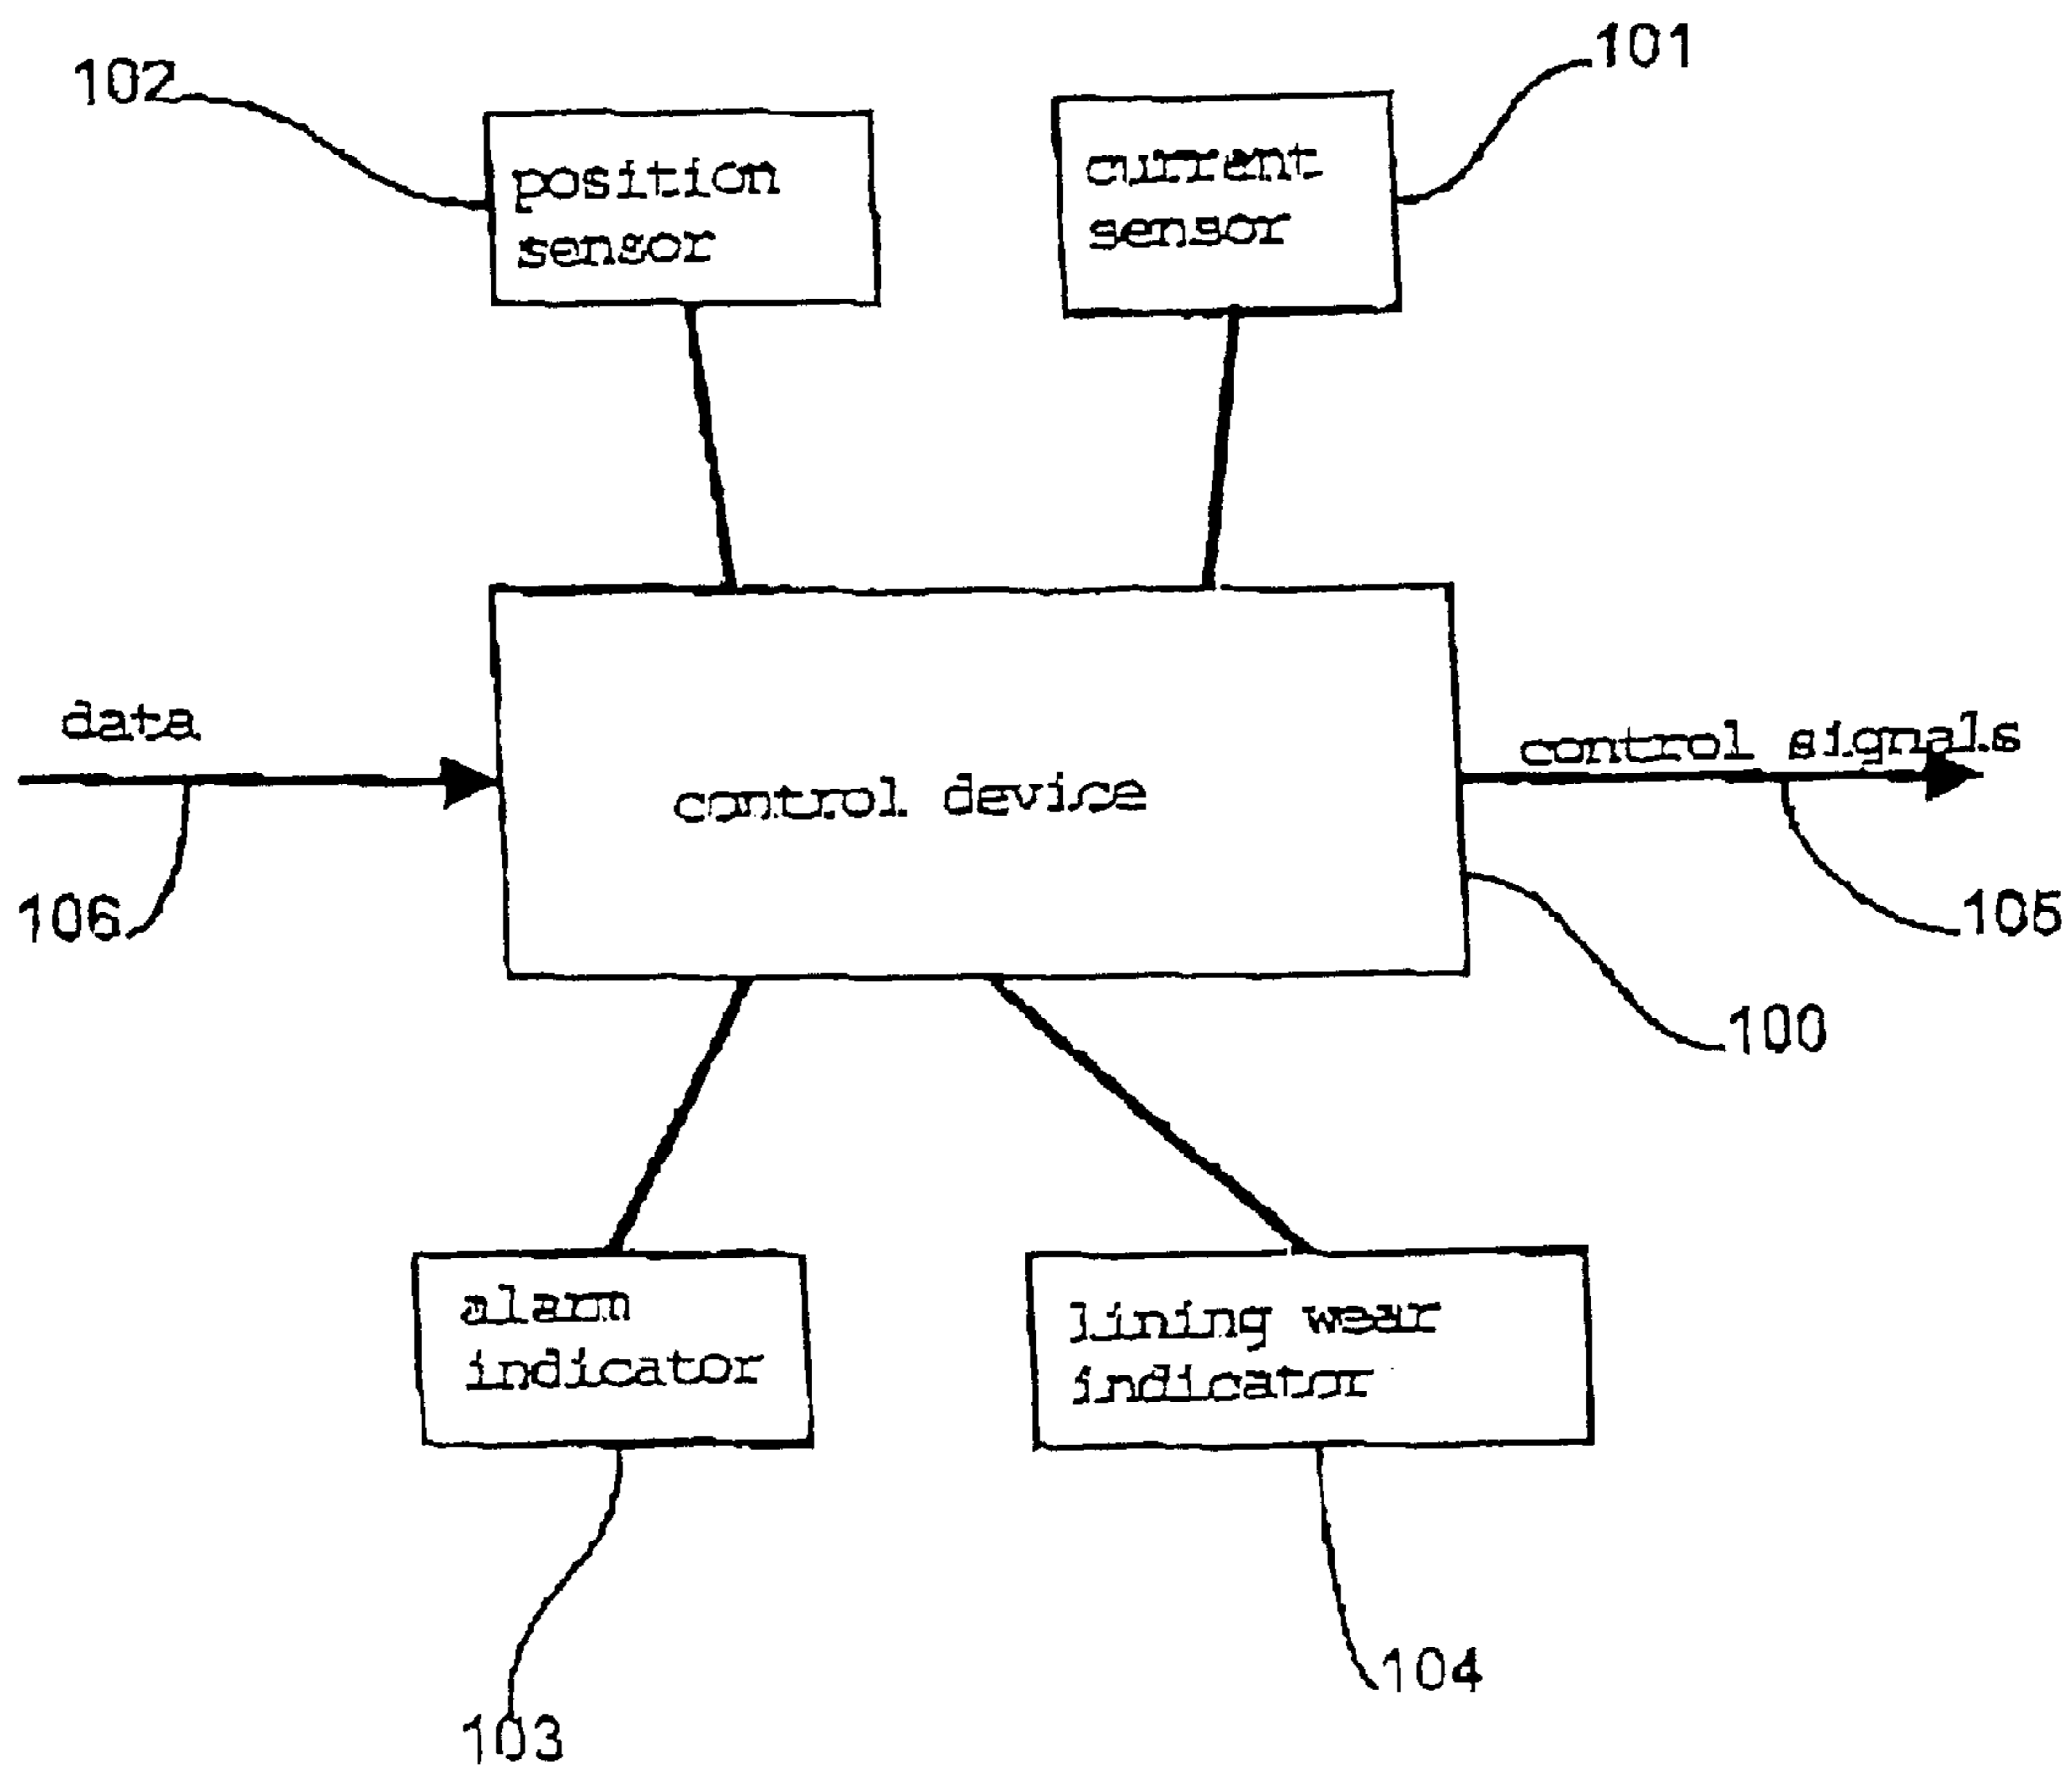 101
102
position
sensor
current
sensor
data
control signals
control device
106
105
100
alarm
indicator
lining wear
indicator
104
103